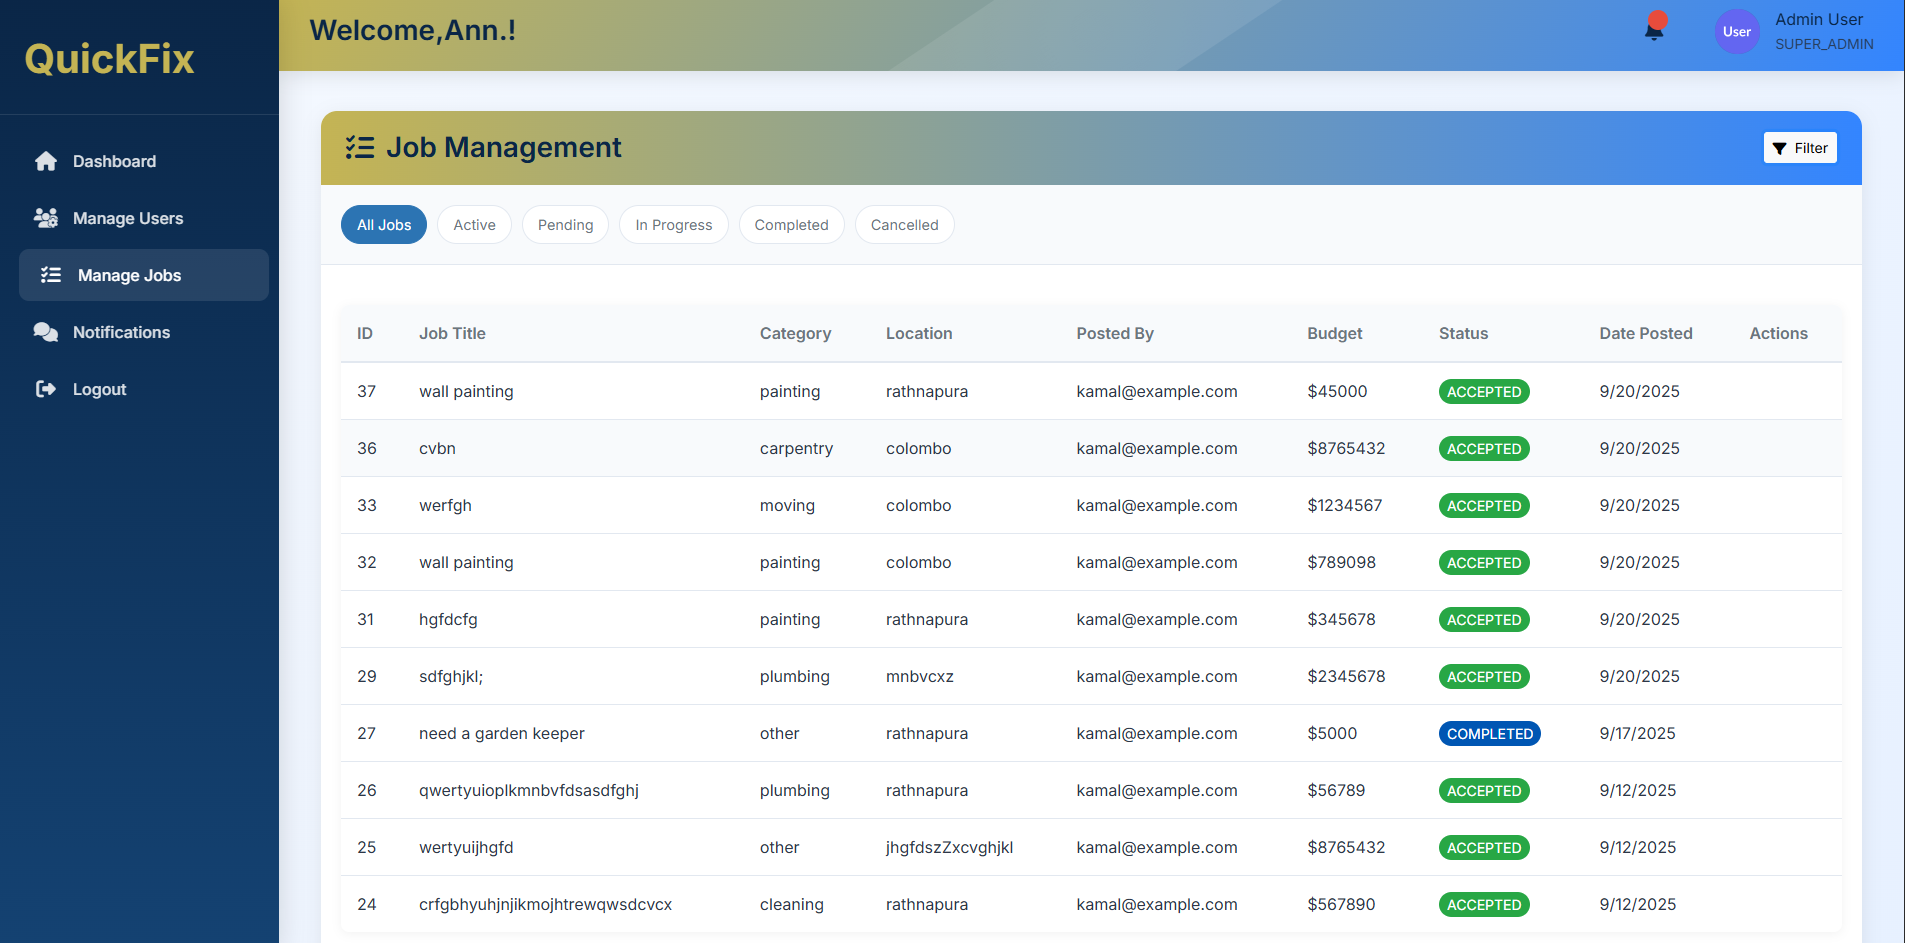 QuickFix
Dashboard
Manage Users
Manage Jobs
Notifications
Logout
Welcome,Ann.!
User
Admin User
SUPER_ADMIN
Job Management
Filter
All Jobs Active Pending In Progress Completed Cancelled
ID Job Title Category Location Posted By Budget Status Date Posted Actions
37 wall painting painting rathnapura kamal@example.com $45000 ACCEPTED 9/20/2025
36 cvbn carpentry colombo kamal@example.com $8765432 ACCEPTED 9/20/2025
33 werfgh moving colombo kamal@example.com $1234567 ACCEPTED 9/20/2025
32 wall painting painting colombo kamal@example.com $789098 ACCEPTED 9/20/2025
31 hgfdcfg painting rathnapura kamal@example.com $345678 ACCEPTED 9/20/2025
29 sdfghjkl; plumbing mnbvcxz kamal@example.com $2345678 ACCEPTED 9/20/2025
27 need a garden keeper other rathnapura kamal@example.com $5000 COMPLETED 9/17/2025
26 qwertyuioplkmnbvfdsasdfghj plumbing rathnapura kamal@example.com $56789 ACCEPTED 9/12/2025
25 wertyuijhgfd other jhgfdszZxcvghjkl kamal@example.com $8765432 ACCEPTED 9/12/2025
24 crfgbhyuhjnjikmojhtrewqwsdcvcx cleaning rathnapura kamal@example.com $567890 ACCEPTED 9/12/2025